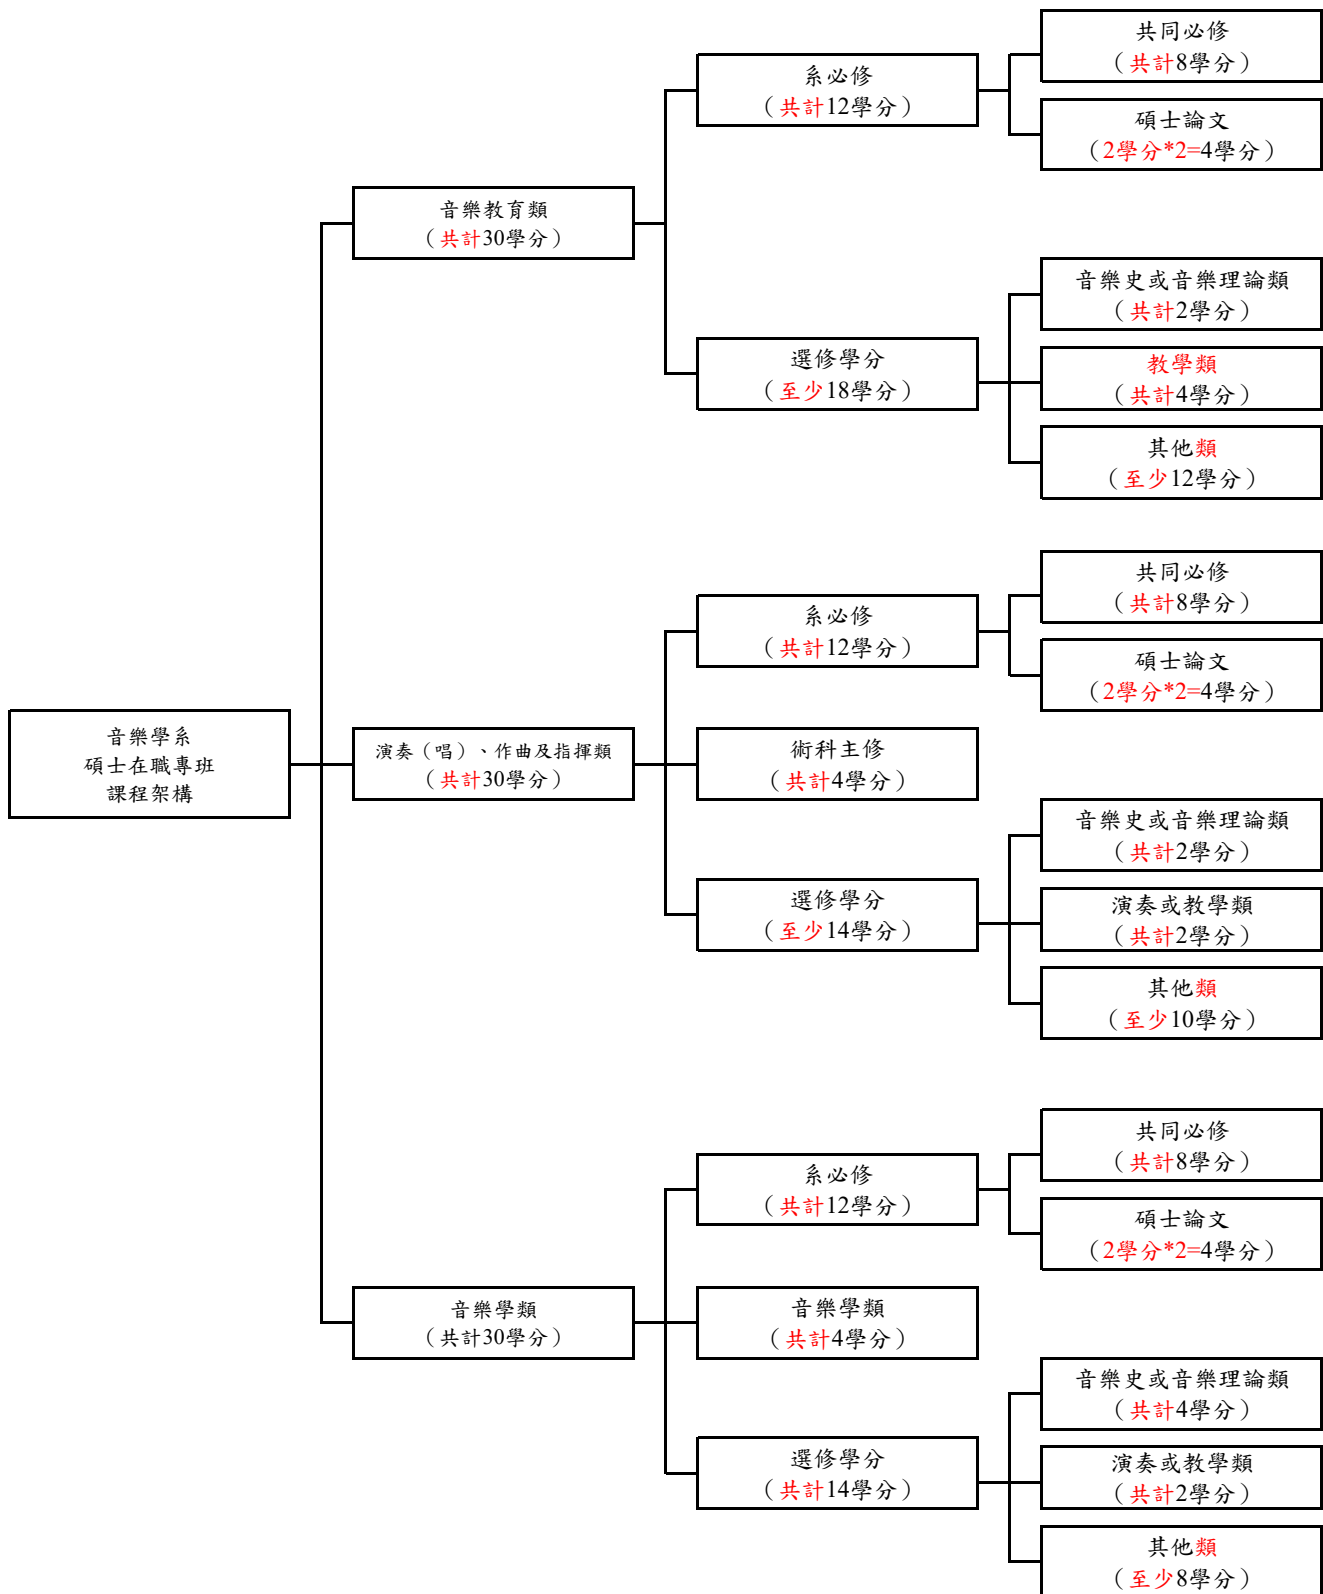 音樂學系
碩士在職專班
課程架構
音樂教育類
（共計30學分）
系必修
（共計12學分）
共同必修
（共計8學分）
碩士論文
（2學分*2=4學分）
選修學分
（至少18學分）
音樂史或音樂理論類
（共計2學分）
教學類
（共計4學分）
其他類
（至少12學分）
演奏（唱）、作曲及指揮類
（共計30學分）
系必修
（共計12學分）
共同必修
（共計8學分）
碩士論文
（2學分*2=4學分）
術科主修
（共計4學分）
選修學分
（至少14學分）
音樂史或音樂理論類
（共計2學分）
演奏或教學類
（共計2學分）
其他類
（至少10學分）
音樂學類
（共計30學分）
系必修
（共計12學分）
共同必修
（共計8學分）
碩士論文
（2學分*2=4學分）
音樂學類
（共計4學分）
選修學分
（共計14學分）
音樂史或音樂理論類
（共計4學分）
演奏或教學類
（共計2學分）
其他類
（至少8學分）